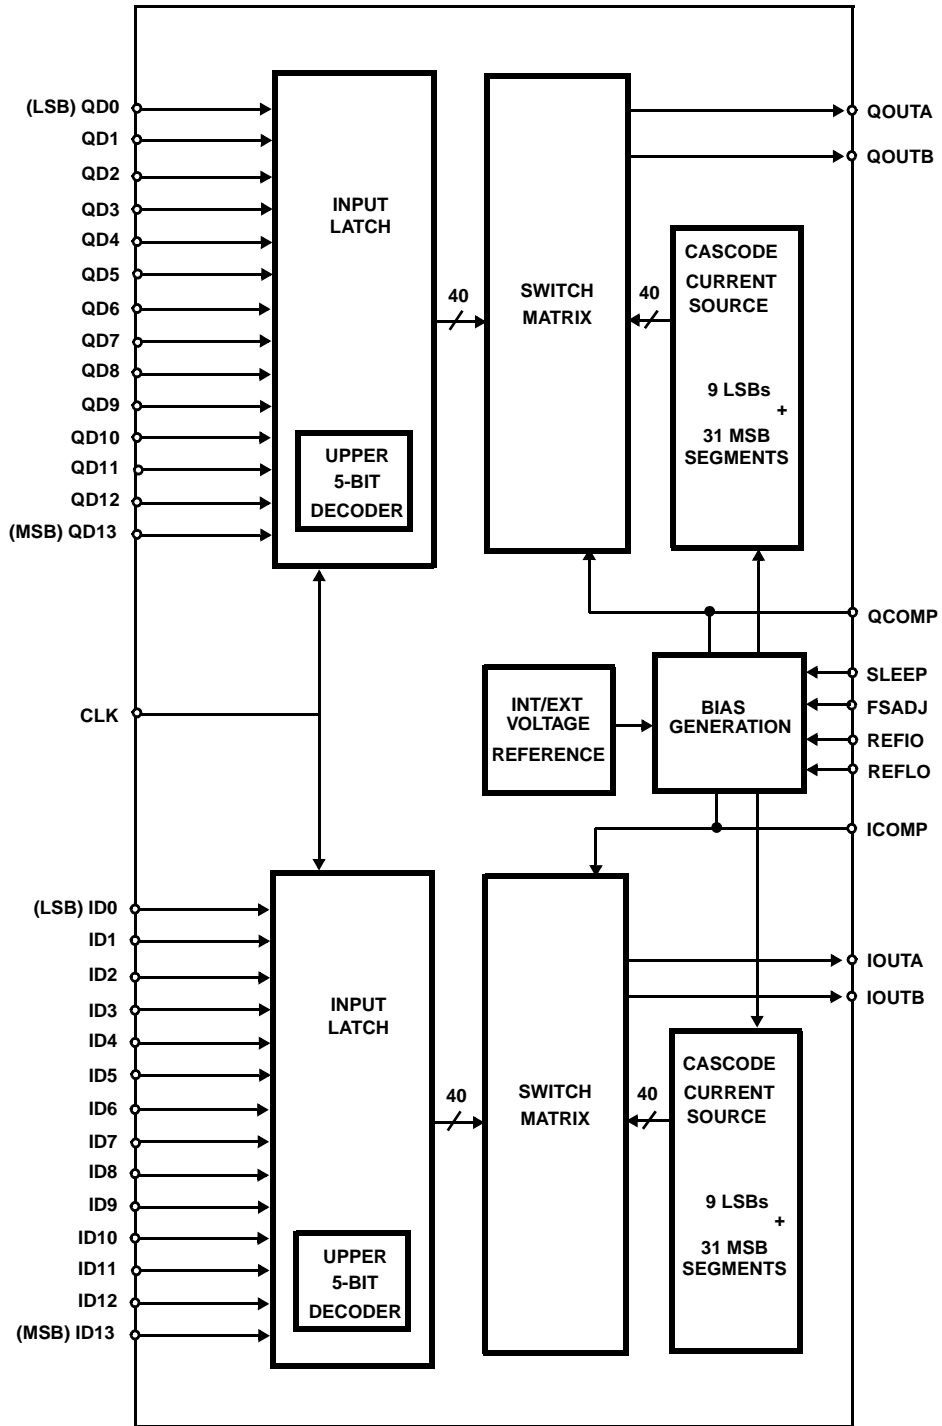 (LSB) QD0
QD1
QD2
QD3
QD4
QD5
QD6
QD7
QD8
QD9
QD10
QD11
QD12
(MSB) QD13
INPUT
LATCH
UPPER
5-BIT
DECODER
40
SWITCH
MATRIX
40
CASCODE
CURRENT
SOURCE
9 LSBs
+
31 MSB
SEGMENTS
QOUTA
QOUTB
QCOMP
CLK
INT/EXT
VOLTAGE
REFERENCE
BIAS
GENERATION
SLEEP
FSADJ
REFIO
REFLO
ICOMP
(LSB) ID0
ID1
ID2
ID3
ID4
ID5
ID6
ID7
ID8
ID9
ID10
ID11
ID12
(MSB) ID13
INPUT
LATCH
UPPER
5-BIT
DECODER
40
SWITCH
MATRIX
40
CASCODE
CURRENT
SOURCE
9 LSBs
+
31 MSB
SEGMENTS
IOUTA
IOUTB